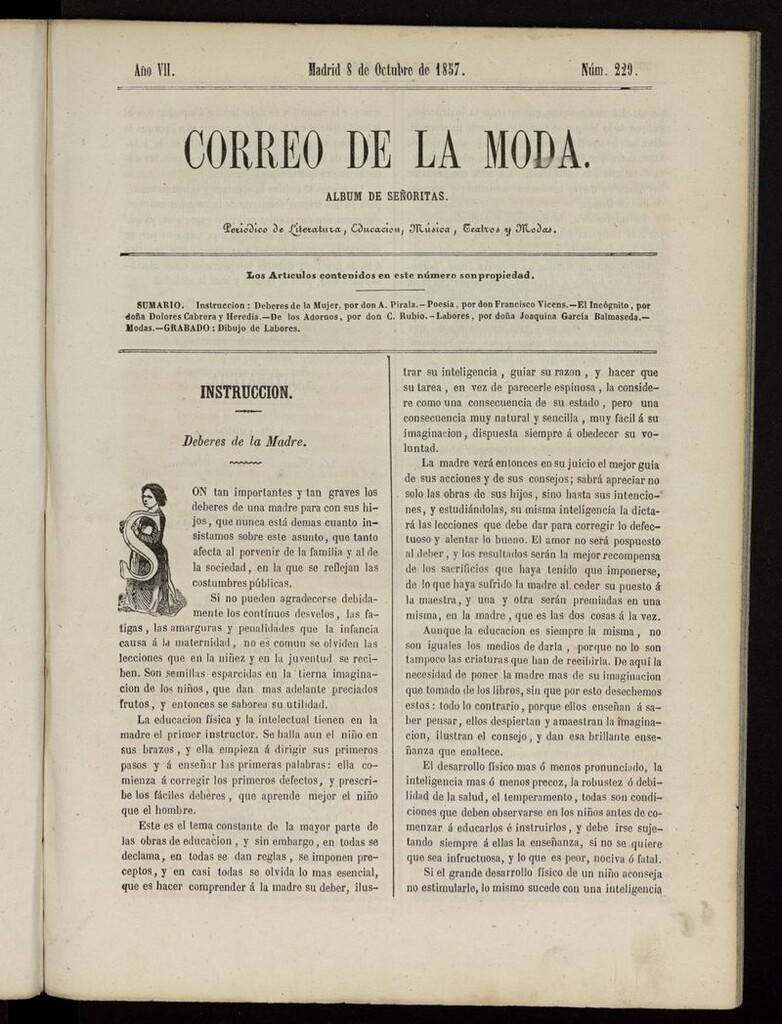 Año VII.
Madrid 8 de Octubre de 1857.
Núm. 229.
CORREO DE LA MODA.
ALBUM DE SEÑORITAS.
Periódico de Literatura, Educacion, Música, Teatros y Modas.
Los Artículos contenidos en este número son propiedad.
SUMARIO. Instruccion: Deberes de la Mujer, por don A. Pirala.—Poesía, por don Francisco Vicens.—El Incógnito, por
doña Dolores Cabrera y Heredia.—De los Adornos, por don C. Rubio.—Labores, por doña Joaquina García Balmaseda.—
Modas.—GRABADO: Dibujo de Labores.
INSTRUCCION.
Deberes de la Madre.
SON tan importantes y tan graves los
deberes de una madre para con sus hi-
jos, que nunca está demas cuanto in-
sistamos sobre este asunto, que tanto
afecta al porvenir de la familia y al de
la sociedad, en la que se reflejan las
costumbres públicas.
Si no pueden agradecerse debida-
mente los contínuos desvelos, las fa-
tigas, las amarguras y penalidades que la infancia
causa á la maternidad, no es comun se olviden las
lecciones que en la niñez y en la juventud se reci-
ben. Son semillas esparcidas en la tierna imagina-
cion de los niños, que dan mas adelante preciados
frutos, y entonces se saborea su utilidad.
La educacion física y la intelectual tienen en la
madre el primer instructor. Se halla aun el niño en
sus brazos, y ella empieza á dirigir sus primeros
pasos y á enseñar las primeras palabras: ella co-
mienza á corregir los primeros defectos, y prescri-
be los fáciles deberes, que aprende mejor el niño
que el hombre.
Este es el tema constante de la mayor parte de
las obras de educacion, y sin embargo, en todas se
declama, en todas se dan reglas, se imponen pre-
ceptos, y en casi todas se olvida lo mas esencial,
que es hacer comprender á la madre su deber, ilus-
trar su inteligencia, guiar su razon, y hacer que
su tarea, en vez de parecerle espinosa, la conside-
re como una consecuencia de su estado, pero una
consecuencia muy natural y sencilla, muy fácil á su
imaginacion, dispuesta siempre á obedecer su vo-
luntad.
La madre verá entonces en su juicio el mejor guia
de sus acciones y de sus consejos; sabrá apreciar no
solo las obras de sus hijos, sino hasta sus intencio-
nes, y estudiándolas, su misma inteligencia la dicta-
rá las lecciones que debe dar para corregir lo defec-
tuoso y alentar lo bueno. El amor no será pospuesto
al deber, y los resultados serán la mejor recompensa
de los sacrificios que haya tenido que imponerse,
de lo que haya sufrido la madre al ceder su puesto á
la maestra, y una y otra serán premiadas en una
misma, en la madre, que es las dos cosas á la vez.
Aunque la educacion es siempre la misma, no
son iguales los medios de darla, porque no lo son
tampoco las criaturas que han de recibirla. De aquí la
necesidad de poner la madre mas de su imaginacion
que tomado de los libros, sin que por esto desechemos
estos: todo lo contrario, porque ellos enseñan á sa-
ber pensar, ellos despiertan y amaestran la imagina-
cion, ilustran el consejo, y dan esa brillante ense-
ñanza que enaltece.
El desarrollo físico mas ó menos pronunciado, la
inteligencia mas ó menos precoz, la robustez ó debi-
lidad de la salud, el temperamento, todas son condi-
ciones que deben observarse en los niños antes de co-
menzar á educarlos é instruirlos, y debe irse suje-
tando siempre á ellas la enseñanza, si no se quiere
que sea infructuosa, y lo que es peor, nociva ó fatal.
Si el grande desarrollo físico de un niño aconseja
no estimularle, lo mismo sucede con una inteligencia